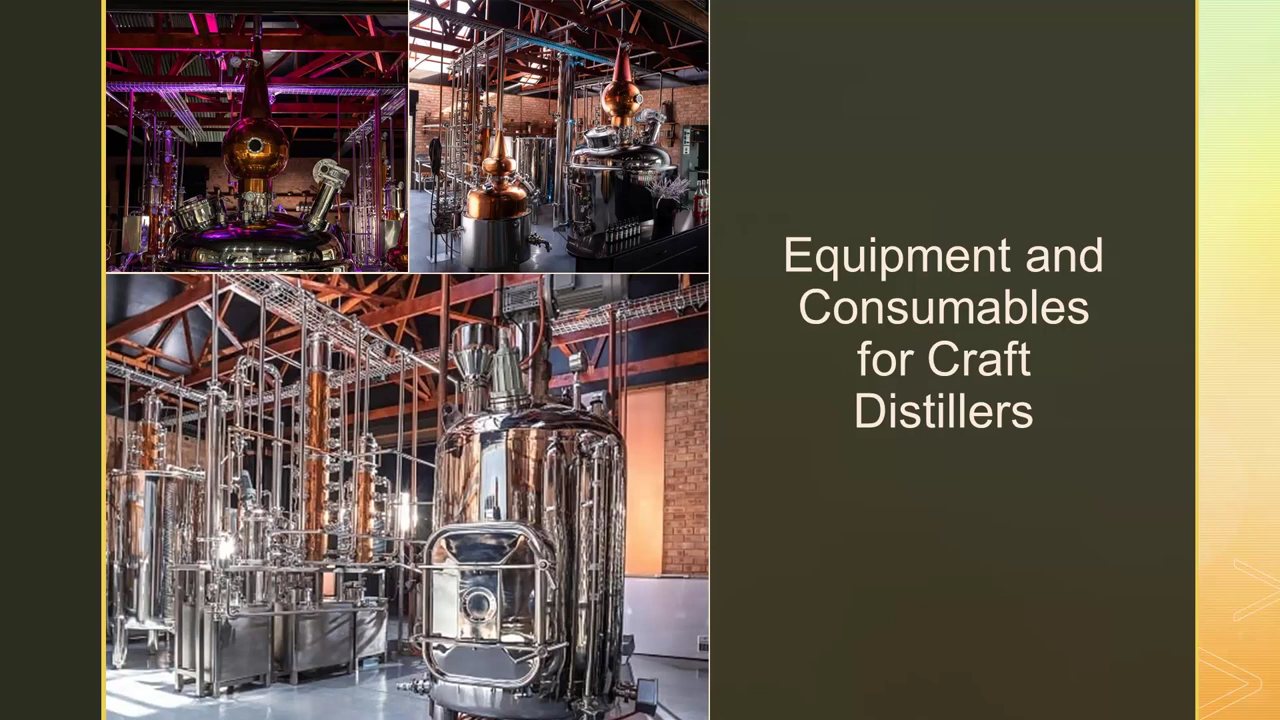 Equipment and
Consumables
for Craft
Distillers